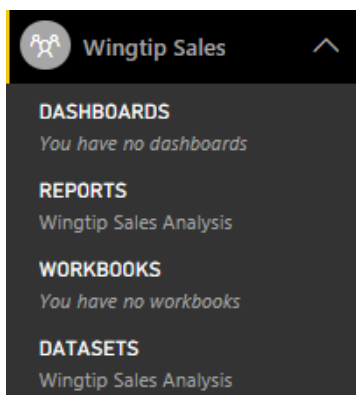 Wingtip Sales
DASHBOARDS
You have no dashboards
REPORTS
Wingtip Sales Analysis
WORKBOOKS
You have no workbooks
DATASETS
Wingtip Sales Analysis